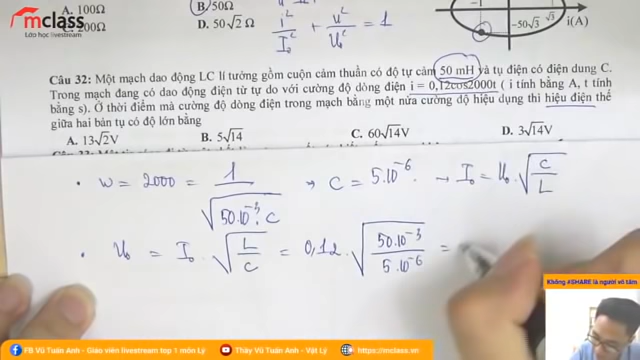 mclass
Lớp học livestream
A. 100Ω
B. 50Ω
C. 200Ω
D. 50√2 Ω
i²/I₀² + u²/U₀² = 1
-50√3
√3
i(A)
Câu 32: Một mạch dao động LC lí tưởng gồm cuộn cảm thuần có độ tự cảm 50 mH và tụ điện có điện dung C.
Trong mạch đang có dao động điện từ tự do với cường độ dòng điện i = 0,12cos2000t ( i tính bằng A, t tính
bằng s). Ở thời điểm mà cường độ dòng điện trong mạch bằng một nửa cường độ hiệu dụng thì hiệu điện thế
giữa hai bản tụ có độ lớn bằng
A. 13√2V B. 5√14 C. 60√14V D. 3√14V
• W = 2000 = 1/√(50.10⁻³.C) → C = 5.10⁻⁶ → I₀ = U₀.√(C/L)
• U₀ = I₀.√(L/C) = 0,12.√(50.10⁻³/5.10⁻⁶) =
Không #SHARE là người vô tâm
FB Vũ Tuấn Anh - Giáo viên livestream top 1 môn Lý
Thầy Vũ Tuấn Anh - Vật Lý
https://mclass.vn